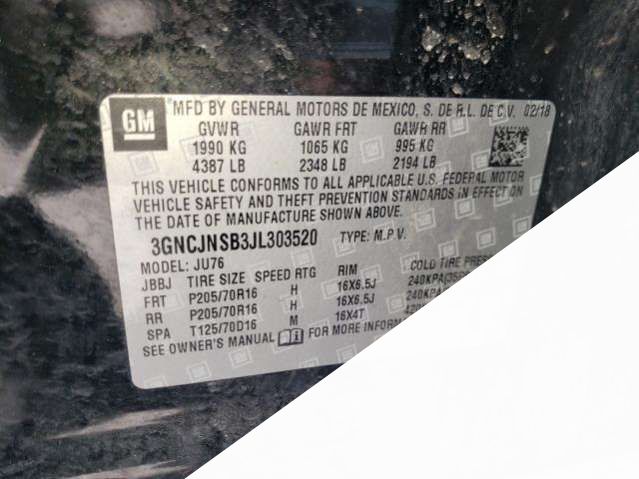 GM
MFD BY GENERAL MOTORS DE MEXICO, S. DE R.L. DE C.V. 02/18
GVWR GAWR FRT GAWR RR
1990 KG 1065 KG 995 KG
4387 LB 2348 LB 2194 LB
THIS VEHICLE CONFORMS TO ALL APPLICABLE U.S. FEDERAL MOTOR
VEHICLE SAFETY AND THEFT PREVENTION STANDARDS IN EFFECT ON
THE DATE OF MANUFACTURE SHOWN ABOVE.
3GNCJNSB3JL303520 TYPE: M.P.V.
MODEL: JU76
JBBJ TIRE SIZE SPEED RTG RIM COLD TIRE
FRT P205/70R16 H 16X6.5J 240KPA
RR P205/70R16 H 16X6.5J 240KPA
SPA T125/70D16 M 16X4T
SEE OWNER'S MANUAL FOR MORE